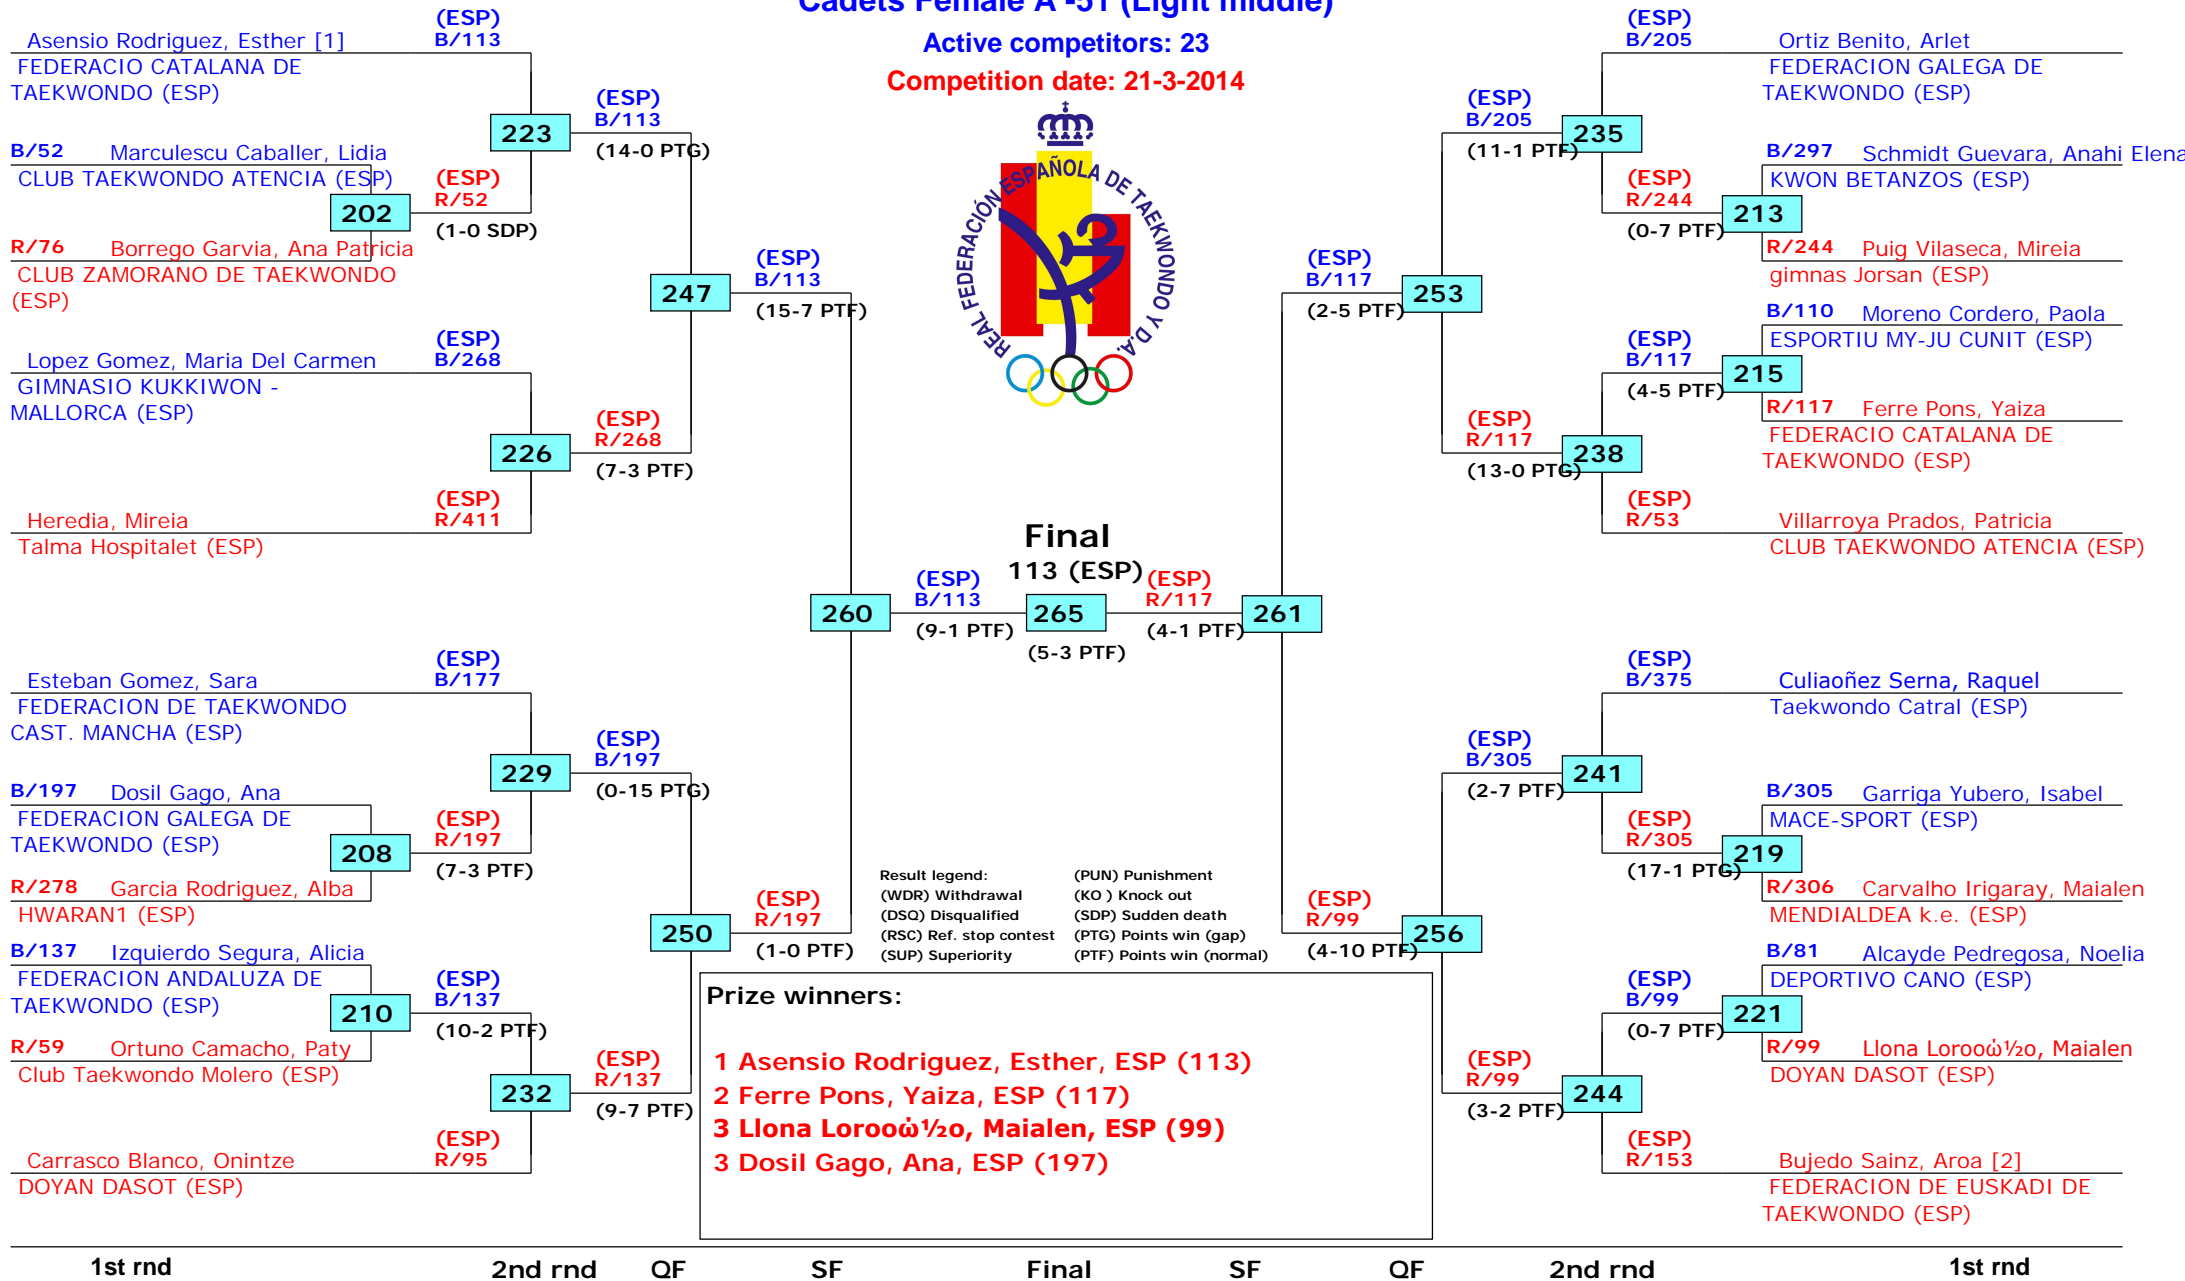 Cadets Female A -51 (Light middle)
Active competitors: 23
Competition date: 21-3-2014
REAL FEDERACIÓN ESPAÑOLA DE TAEKWONDO Y D.A.
(ESP)
B/113
Asensio Rodriguez, Esther [1]
FEDERACIO CATALANA DE
TAEKWONDO (ESP)
B/52 Marculescu Caballer, Lidia
CLUB TAEKWONDO ATENCIA (ESP)
202
(ESP)
R/52
(1-0 SDP)
R/76 Borrego Garvia, Ana Patricia
CLUB ZAMORANO DE TAEKWONDO
(ESP)
223
(ESP)
B/113
(14-0 PTG)
(ESP)
B/268
Lopez Gomez, Maria Del Carmen
GIMNASIO KUKKIWON -
MALLORCA (ESP)
226
(ESP)
R/268
(7-3 PTF)
(ESP)
R/411
Heredia, Mireia
Talma Hospitalet (ESP)
247
(ESP)
B/113
(15-7 PTF)
(ESP)
B/177
Esteban Gomez, Sara
FEDERACION DE TAEKWONDO
CAST. MANCHA (ESP)
229
(ESP)
B/197
(0-15 PTG)
B/197 Dosil Gago, Ana
FEDERACION GALEGA DE
TAEKWONDO (ESP)
208
(ESP)
R/197
(7-3 PTF)
R/278 Garcia Rodriguez, Alba
HWARAN1 (ESP)
250
(ESP)
R/197
(1-0 PTF)
B/137 Izquierdo Segura, Alicia
FEDERACION ANDALUZA DE
TAEKWONDO (ESP)
210
(ESP)
B/137
(10-2 PTF)
R/59 Ortuno Camacho, Paty
Club Taekwondo Molero (ESP)
232
(ESP)
R/137
(9-7 PTF)
(ESP)
R/95
Carrasco Blanco, Onintze
DOYAN DASOT (ESP)
260
(ESP)
B/113
(9-1 PTF)
Final
113 (ESP)
265
(5-3 PTF)
(ESP)
R/117
(4-1 PTF)
261
(ESP)
B/205
Ortiz Benito, Arlet
FEDERACION GALEGA DE
TAEKWONDO (ESP)
(ESP)
B/205
(11-1 PTF)
235
B/297 Schmidt Guevara, Anahi Elena
KWON BETANZOS (ESP)
(ESP)
R/244
(0-7 PTF)
213
R/244 Puig Vilaseca, Mireia
gimnas Jorsan (ESP)
(ESP)
B/117
(2-5 PTF)
253
B/110 Moreno Cordero, Paola
ESPORTIU MY-JU CUNIT (ESP)
(ESP)
B/117
(4-5 PTF)
215
R/117 Ferre Pons, Yaiza
FEDERACIO CATALANA DE
TAEKWONDO (ESP)
(ESP)
R/117
(13-0 PTG)
238
(ESP)
R/53
Villarroya Prados, Patricia
CLUB TAEKWONDO ATENCIA (ESP)
(ESP)
B/375
Culiaoñez Serna, Raquel
Taekwondo Catral (ESP)
(ESP)
B/305
(2-7 PTF)
241
B/305 Garriga Yubero, Isabel
MACE-SPORT (ESP)
(ESP)
R/305
(17-1 PTG)
219
R/306 Carvalho Irigaray, Maialen
MENDIALDEA k.e. (ESP)
(ESP)
R/99
(4-10 PTF)
256
B/81 Alcayde Pedregosa, Noelia
DEPORTIVO CANO (ESP)
(ESP)
B/99
(0-7 PTF)
221
R/99 Llona Lorooώ½o, Maialen
DOYAN DASOT (ESP)
(ESP)
R/99
(3-2 PTF)
244
(ESP)
R/153
Bujedo Sainz, Aroa [2]
FEDERACION DE EUSKADI DE
TAEKWONDO (ESP)
Result legend:
(WDR) Withdrawal
(DSQ) Disqualified
(RSC) Ref. stop contest
(SUP) Superiority
(PUN) Punishment
(KO ) Knock out
(SDP) Sudden death
(PTG) Points win (gap)
(PTF) Points win (normal)
Prize winners:
1 Asensio Rodriguez, Esther, ESP (113)
2 Ferre Pons, Yaiza, ESP (117)
3 Llona Lorooώ½o, Maialen, ESP (99)
3 Dosil Gago, Ana, ESP (197)
1st rnd 2nd rnd QF SF Final SF QF 2nd rnd 1st rnd